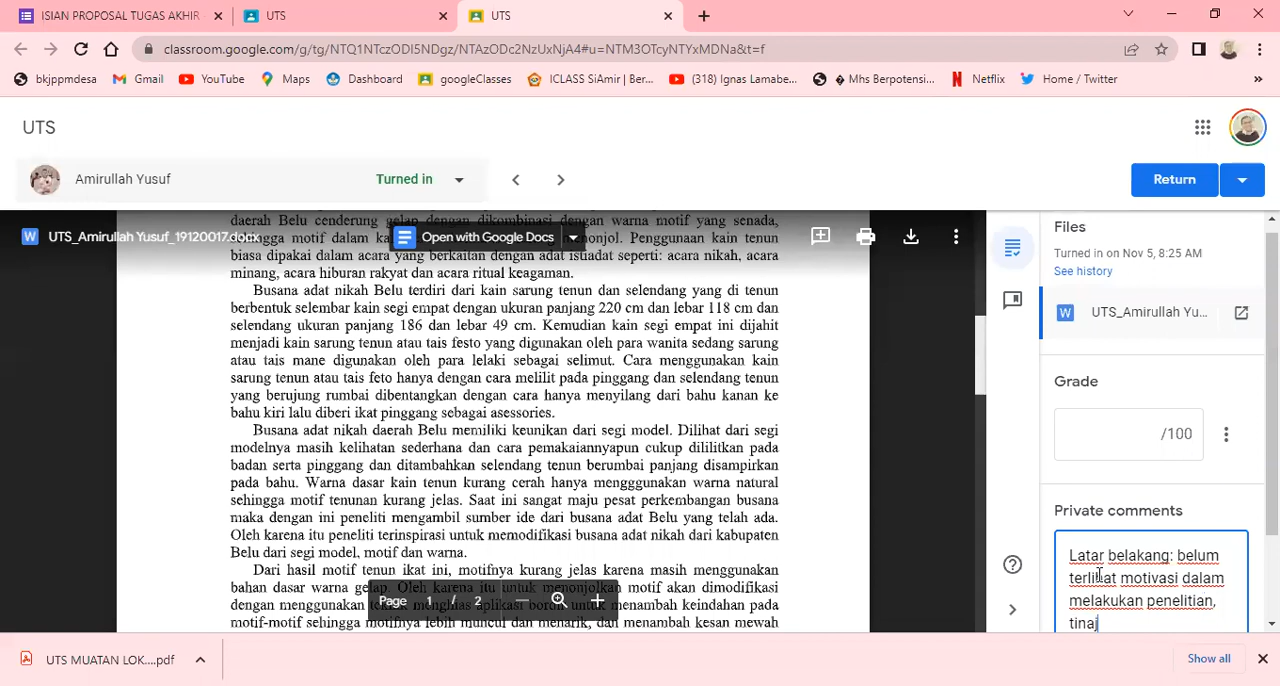 ISIAN PROPOSAL TUGAS AKHIR
UTS
UTS
classroom.google.com/g/tg/NTQ1NTczODI5NDgz/NTAzODc2NzUxNjA4#u=NTM3OTcyNTYxMDNa&t=f
bkjppmdesa Gmail YouTube Maps Dashboard googleClasses ICLASS SiAmir | Ber... (318) Ignas Lamabe... Mhs Berpotensi... Netflix Home / Twitter »
UTS
Amirullah Yusuf
Turned in
Return
UTS_Amirullah Yusuf_19120017.docx
Open with Google Docs
daerah Belu cenderung gelap dengan dikombinasi dengan warna motif yang senada,
sehingga motif dalam ka menonjol. Penggunaan kain tenun
biasa dipakai dalam acara yang berkaitan dengan adat istiadat seperti: acara nikah, acara
minang, acara hiburan rakyat dan acara ritual keagaman.
Busana adat nikah Belu terdiri dari kain sarung tenun dan selendang yang di tenun
berbentuk selembar kain segi empat dengan ukuran panjang 220 cm dan lebar 118 cm dan
selendang ukuran panjang 186 dan lebar 49 cm. Kemudian kain segi empat ini dijahit
menjadi kain sarung tenun atau tais festo yang digunakan oleh para wanita sedang sarung
atau tais mane digunakan oleh para lelaki sebagai selimut. Cara menggunakan kain
sarung tenun atau tais feto hanya dengan cara melilit pada pinggang dan selendang tenun
yang berujung rumbai dibentangkan dengan cara hanya menyilang dari bahu kanan ke
bahu kiri lalu diberi ikat pinggang sebagai asessories.
Busana adat nikah daerah Belu memiliki keunikan dari segi model. Dilihat dari segi
modelnya masih kelihatan sederhana dan cara pemakaiannyapun cukup dililitkan pada
badan serta pinggang dan ditambahkan selendang tenun berumbai panjang disampirkan
pada bahu. Warna dasar kain tenun kurang cerah hanya mengggunakan warna natural
sehingga motif tenunan kurang jelas. Saat ini sangat maju pesat perkembangan busana
maka dengan ini peneliti mengambil sumber ide dari busana adat Belu yang telah ada.
Oleh karena itu peneliti terinspirasi untuk memodifikasi busana adat nikah dari kabupaten
Belu dari segi model, motif dan warna.
Dari hasil motif tenun ikat ini, motifnya kurang jelas karena masih menggunakan
bahan dasar warna gelap. Oleh karena itu untuk menonjolkan motif akan dimodifikasi
dengan menggunakan teknik menghias aplikasi bordir untuk menambah keindahan pada
motif-motif sehingga motifnya lebih muncul dan menarik, dan menambah kesan mewah
Page 1 / 2
Files
Turned in on Nov 5, 8:25 AM
See history
UTS_Amirullah Yu...
Grade
/100
Private comments
Latar belakang: belum
terlihat motivasi dalam
melakukan penelitian,
tinaj
UTS MUATAN LOK....pdf
Show all